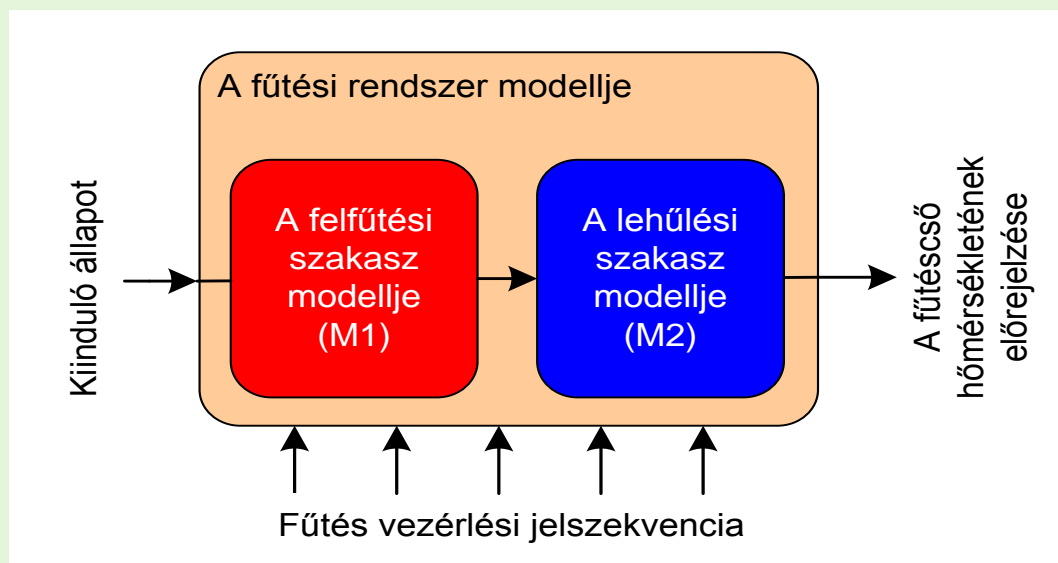 A fűtési rendszer modellje
Kiinduló állapot
A felfűtési
szakasz
modellje
(M1)
A lehűlési
szakasz
modellje
(M2)
A fűtéscső
hőmérsékletének
előrejelzése
Fűtés vezérlési jelszekvencia